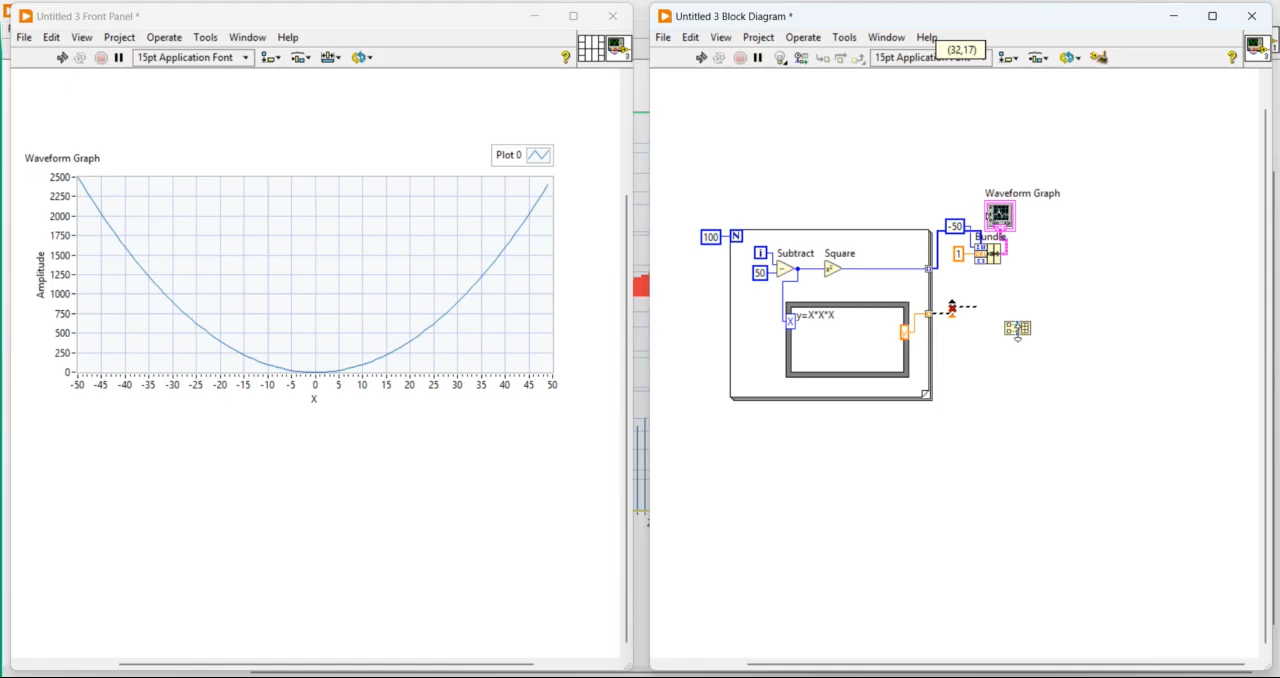 Untitled 3 Front Panel *
File Edit View Project Operate Tools Window Help
15pt Application Font
3
Waveform Graph
Plot 0
Amplitude
2500
2250
2000
1750
1500
1250
1000
750
500
250
0
-50 -45 -40 -35 -30 -25 -20 -15 -10 -5 0 5 10 15 20 25 30 35 40 45 50
X
Untitled 3 Block Diagram *
File Edit View Project Operate Tools Window Help
(32,17)
15pt Applicati
3
Waveform Graph
100 N
-50
Bundle
i Subtract Square
1
50
x²
X y=X*X*X
y